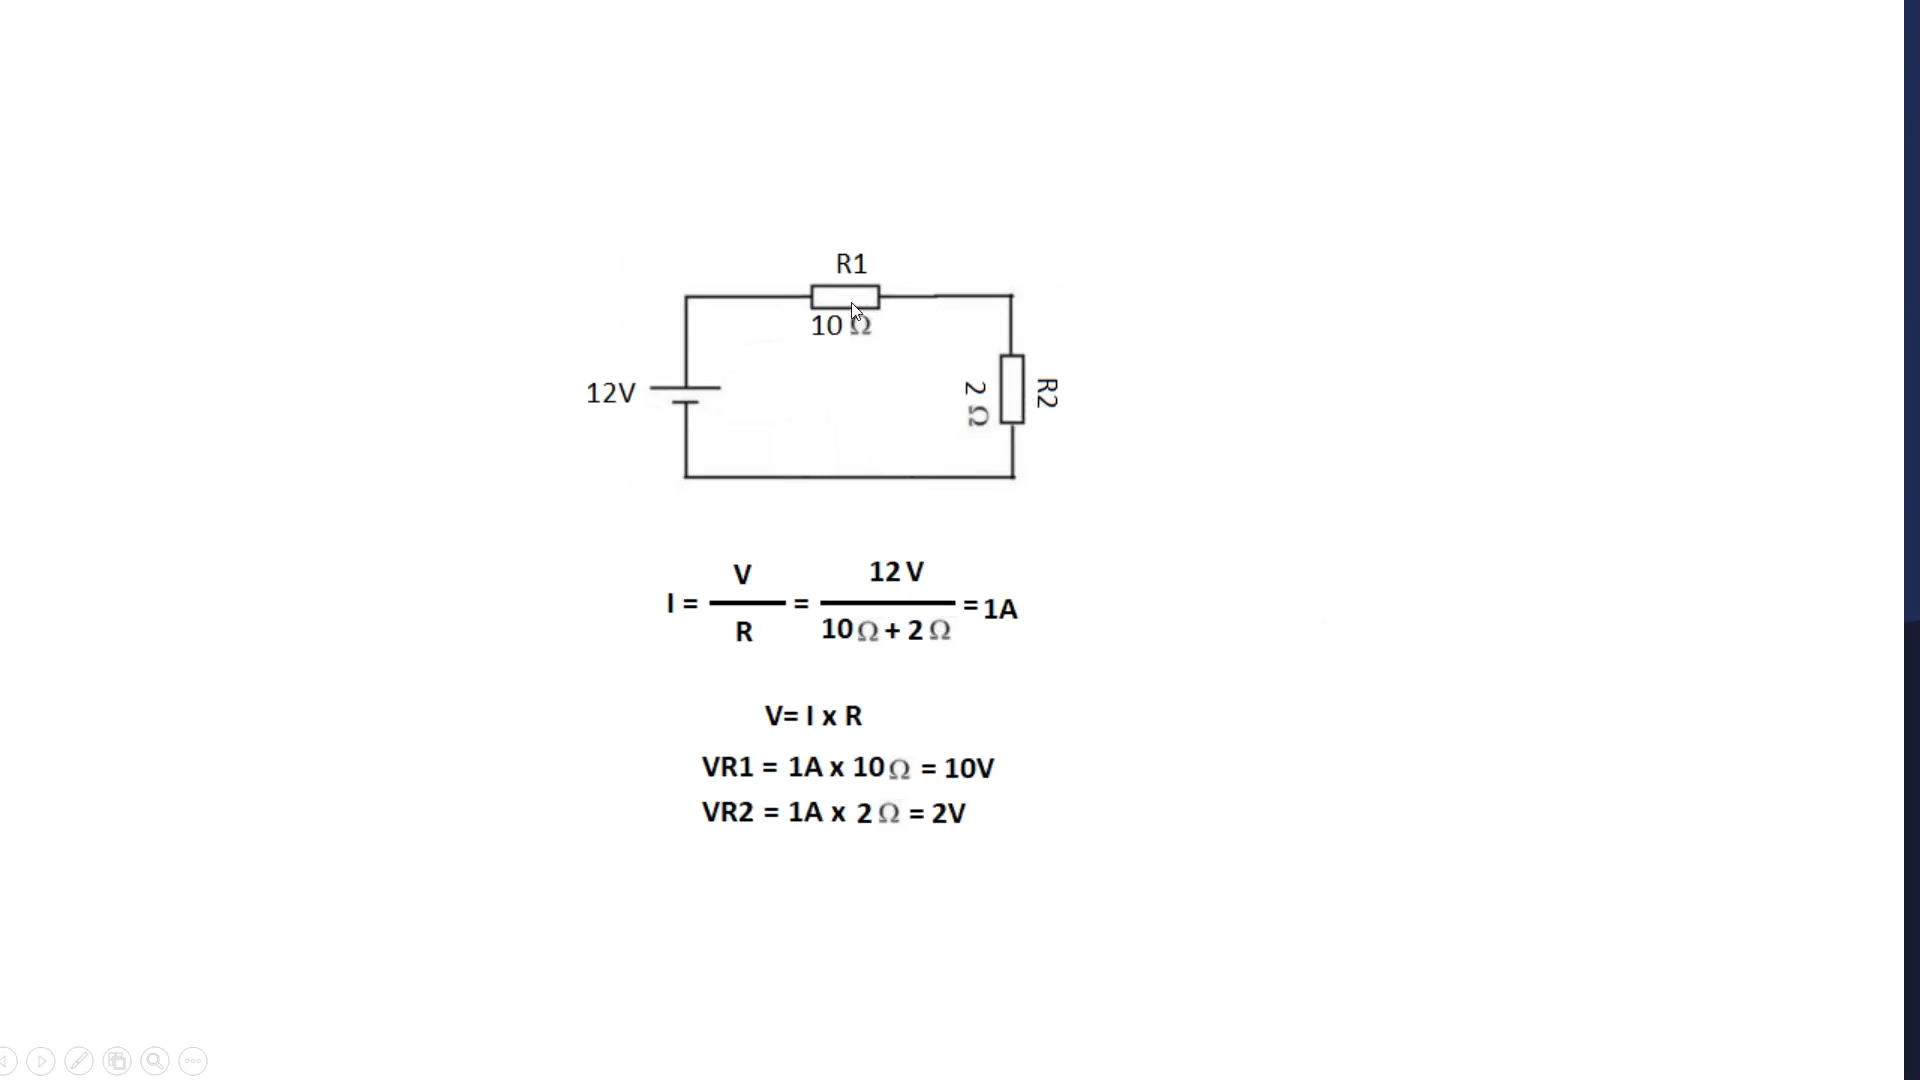 R1
10 Ω
12V
2 Ω
R2
I = V / R = 12 V / 10 Ω + 2 Ω = 1A
V= I x R
VR1 = 1A x 10 Ω = 10V
VR2 = 1A x 2 Ω = 2V